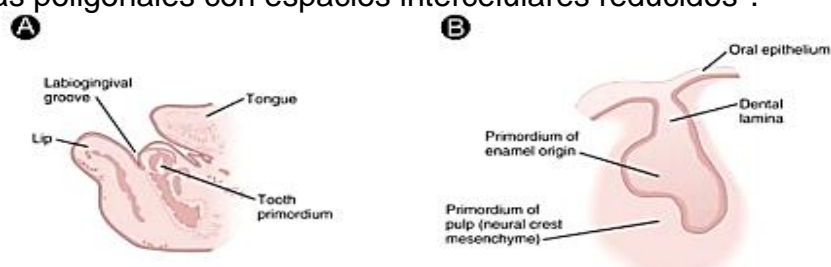 poligonales con espacios intercelulares reducidos".
A
B
Labiogingival
groove
Tongue
Lip
Tooth
primordium
Oral epithelium
Dental
lamina
Primordium of
enamel origin
Primordium of
pulp (neural crest
mesenchyme)